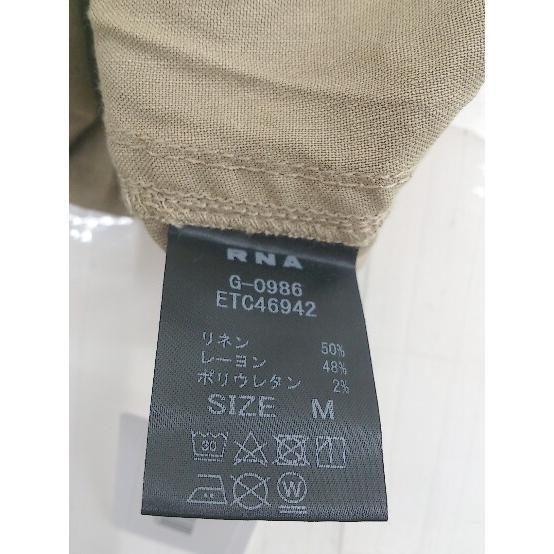 RNA
G-0986
ETC46942
リネン 50%
レーヨン 48%
ポリウレタン 2%
SIZE M
30
W